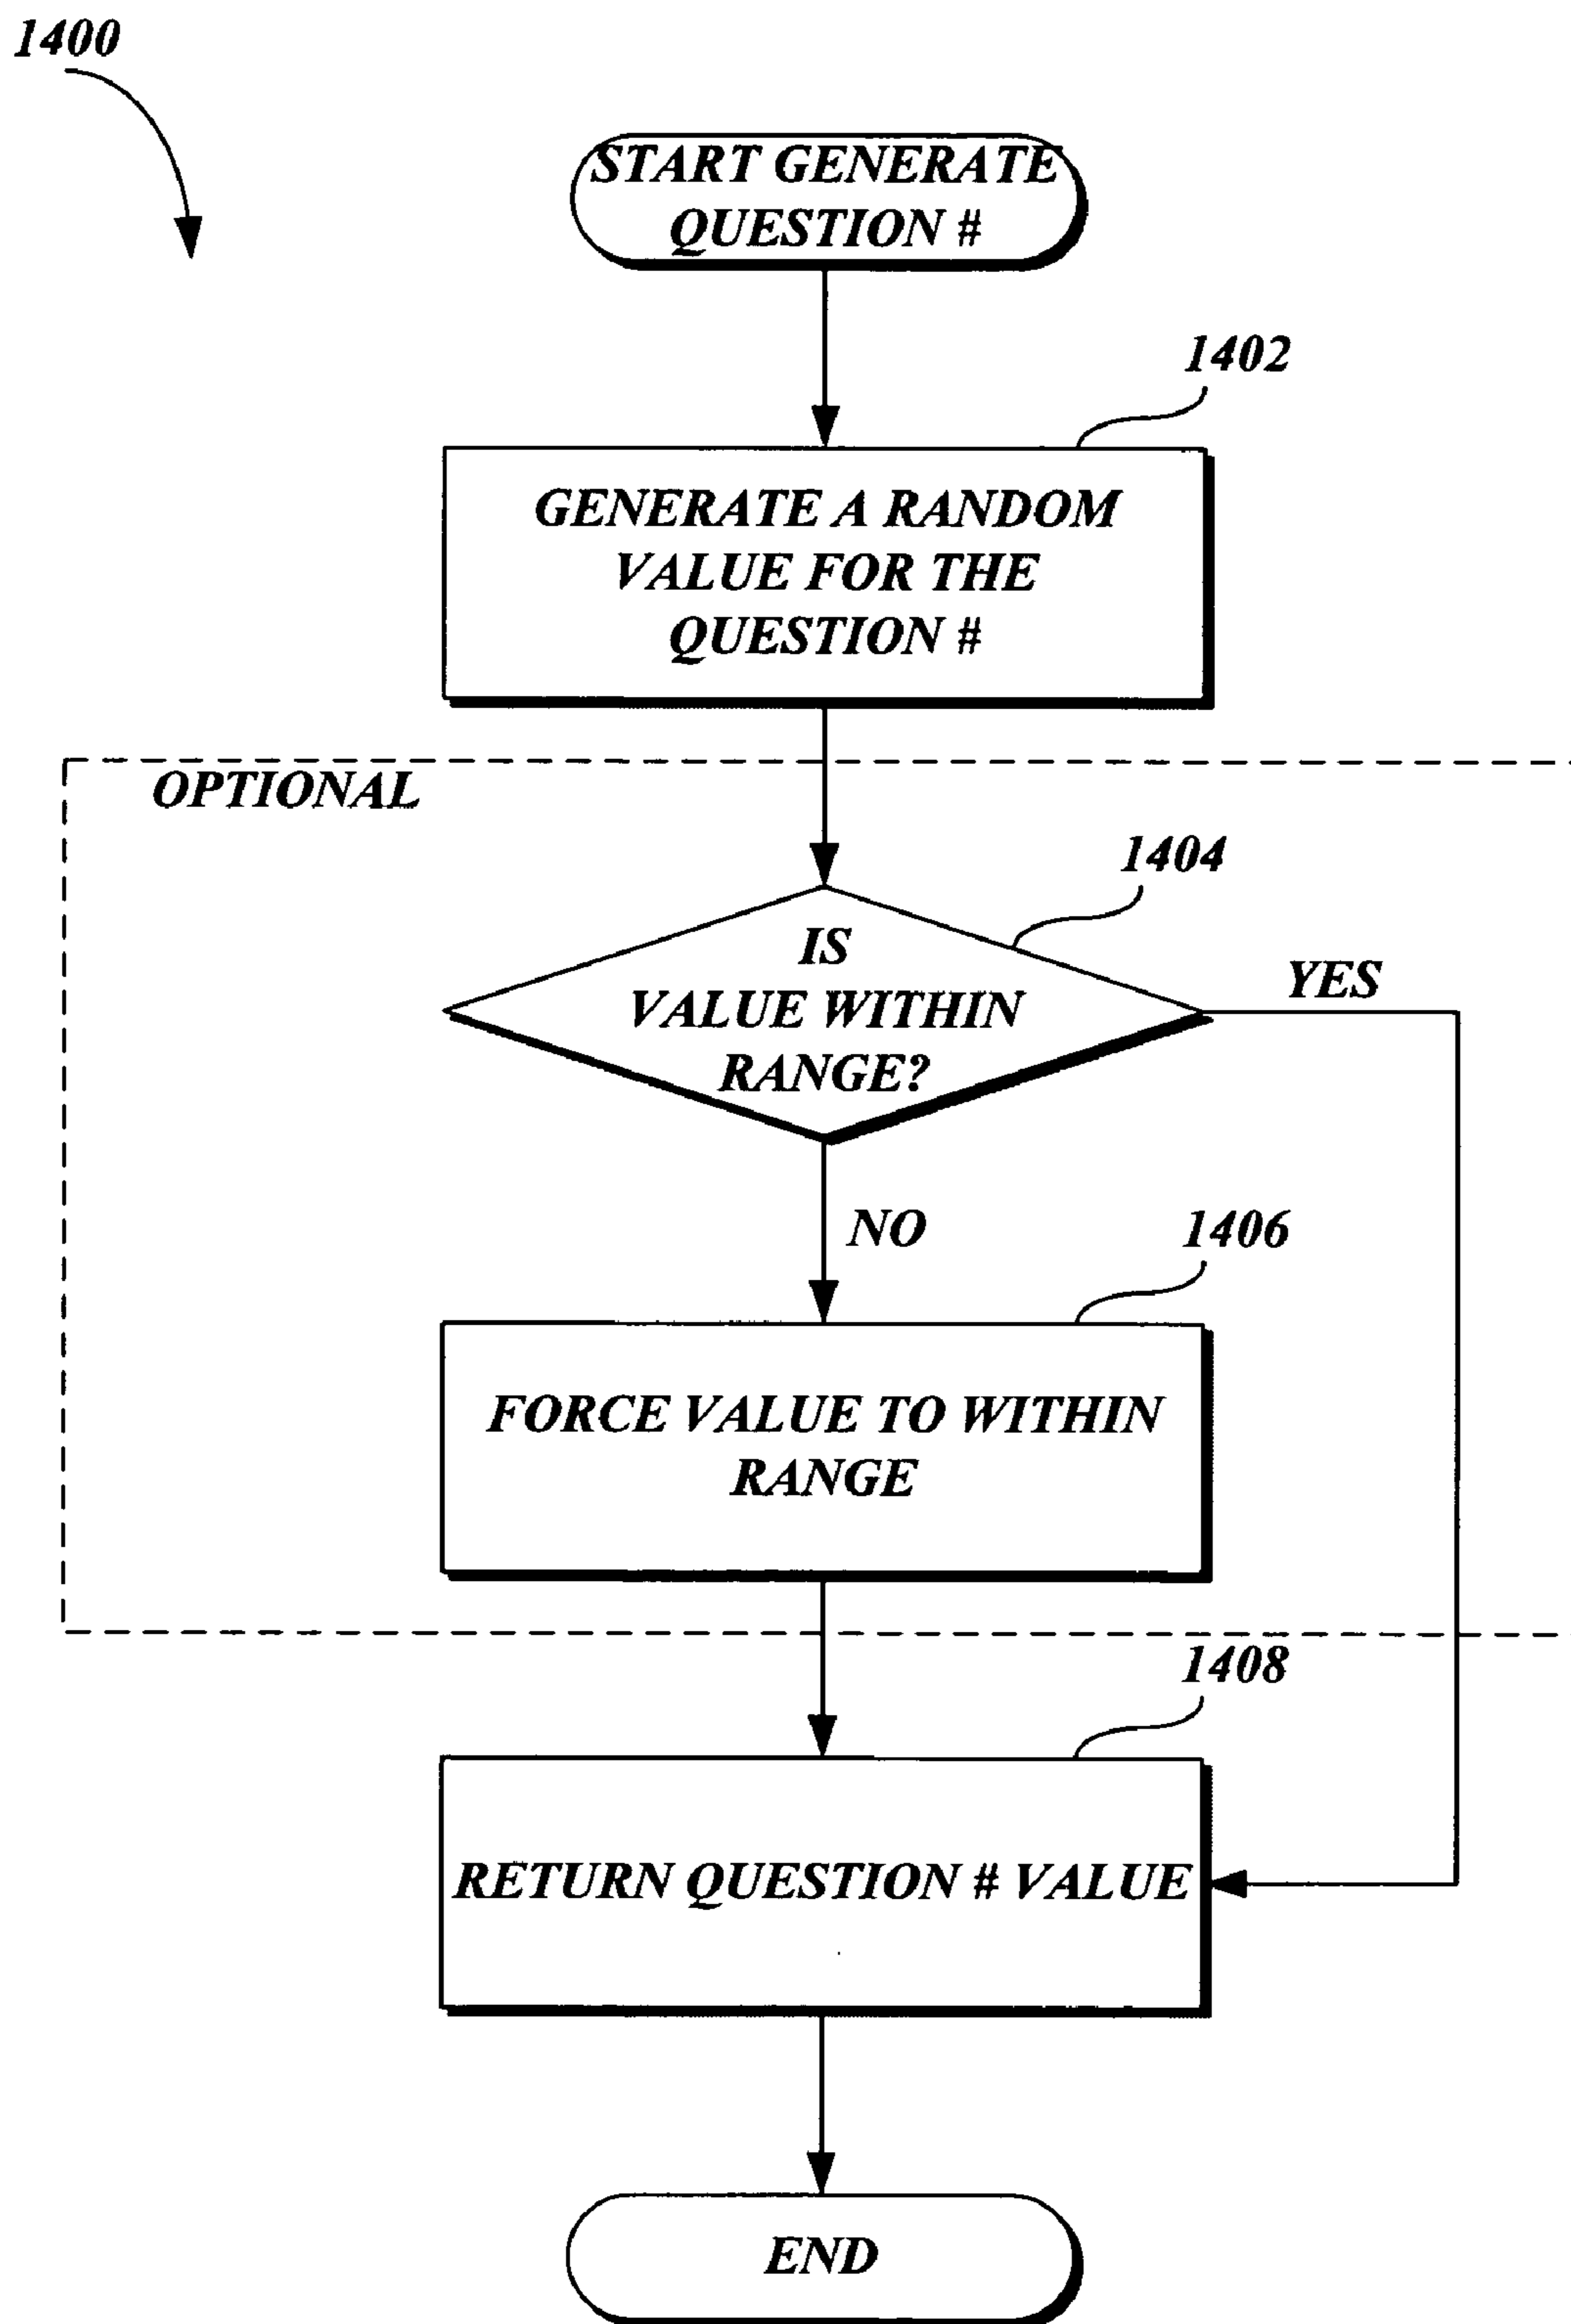 1400
START GENERATE
QUESTION #
1402
GENERATE A RANDOM
VALUE FOR THE
QUESTION #
OPTIONAL
1404
IS
VALUE WITHIN
RANGE?
YES
NO
1406
FORCE VALUE TO WITHIN
RANGE
1408
RETURN QUESTION # VALUE
END